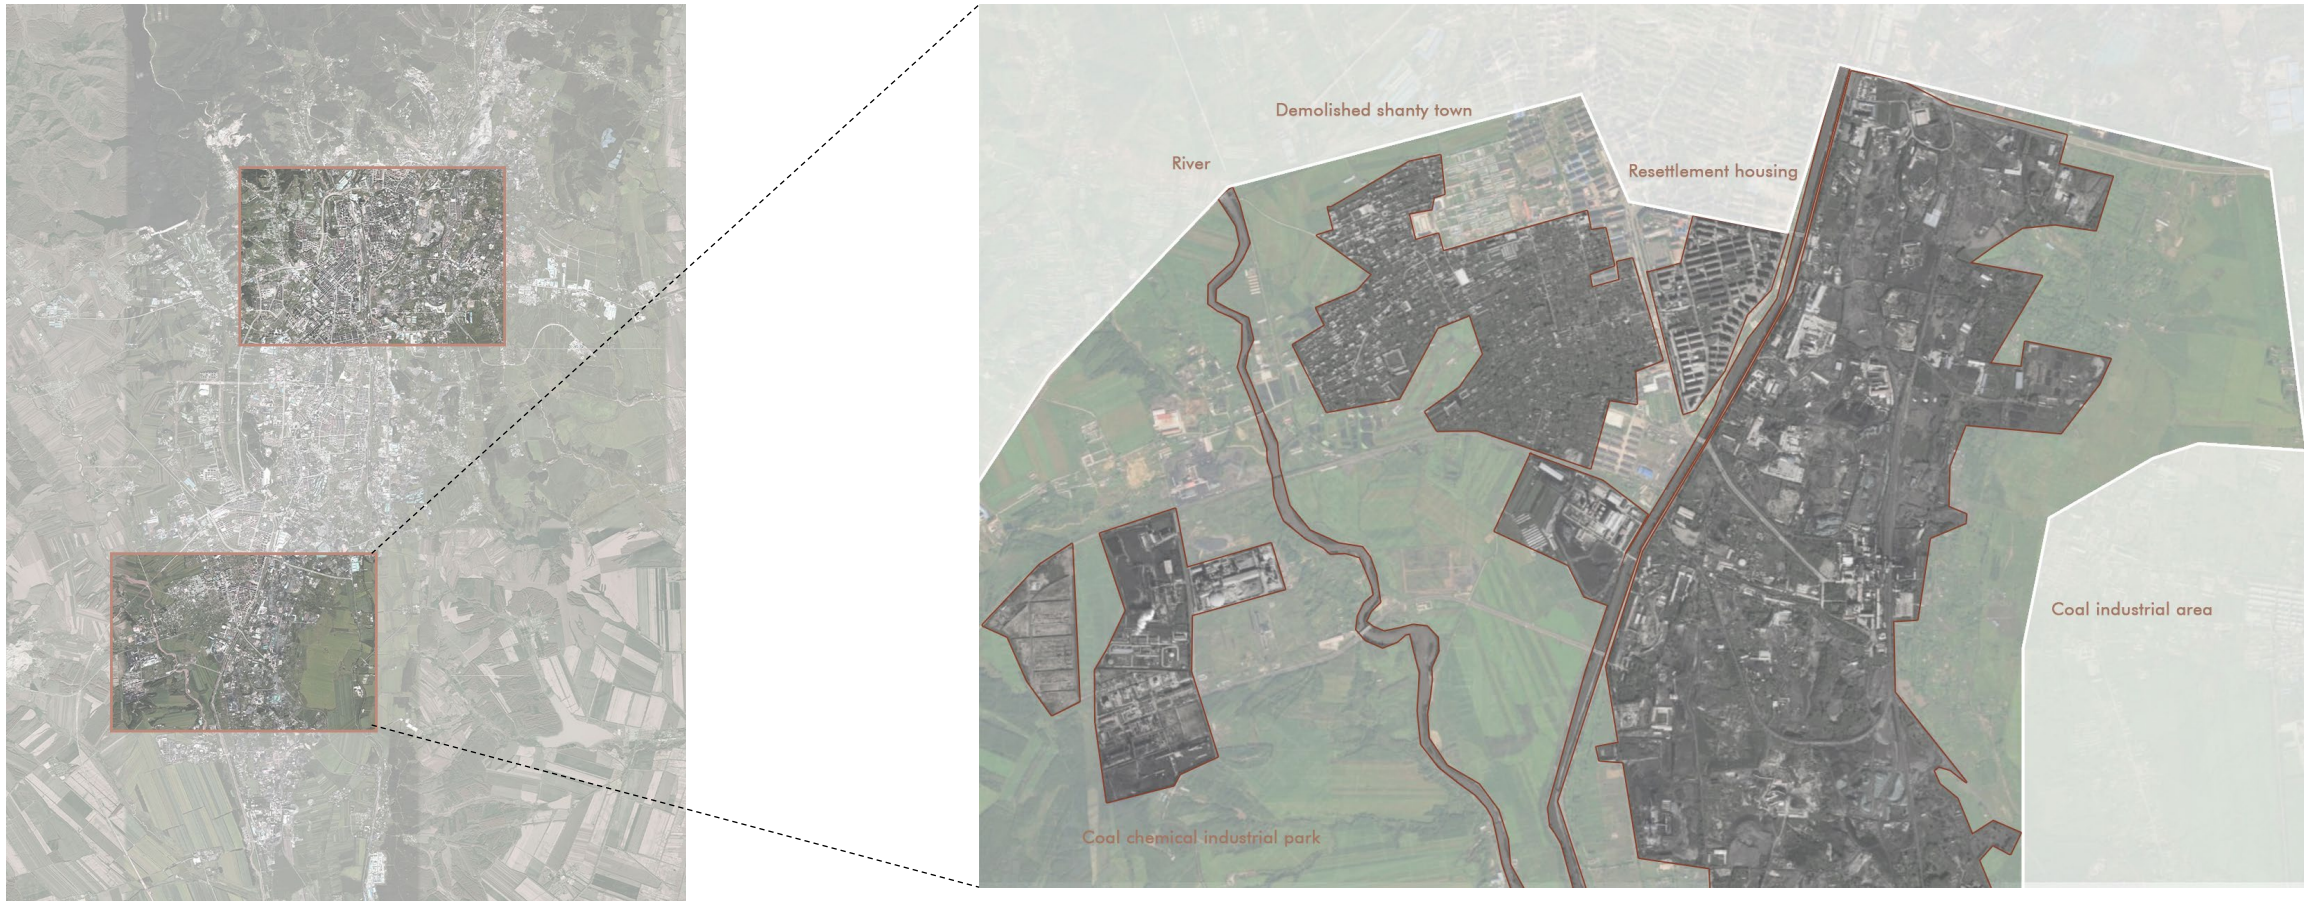 Demolished shanty town
River
Resettlement housing
Coal industrial area
Coal chemical industrial park